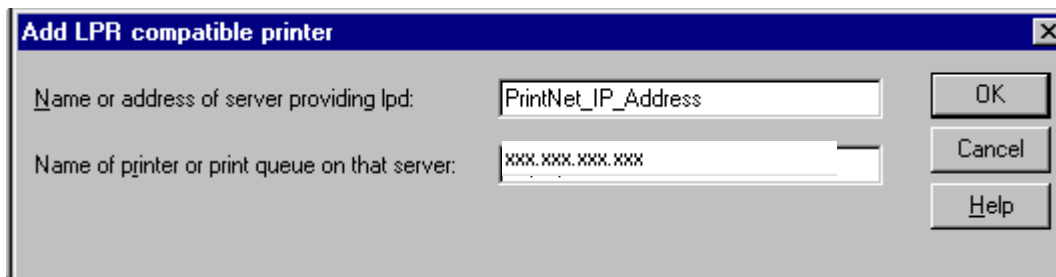 Add LPR compatible printer
Name or address of server providing lpd: PrintNet_IP_Address OK
Name of printer or print queue on that server: xxx.xxx.xxx.xxx Cancel
Help